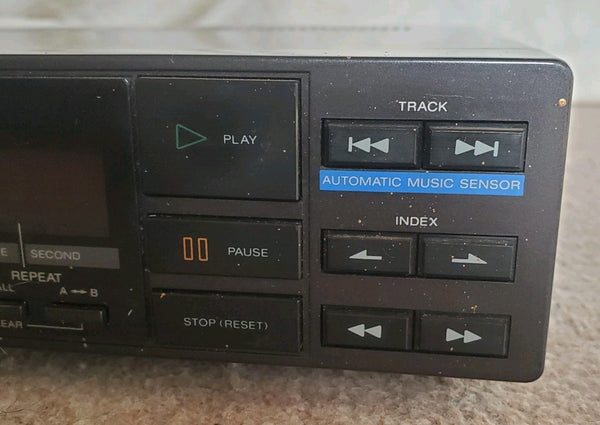 TRACK
PLAY
AUTOMATIC MUSIC SENSOR
INDEX
PAUSE
SECOND
REPEAT
A B
STOP (RESET)